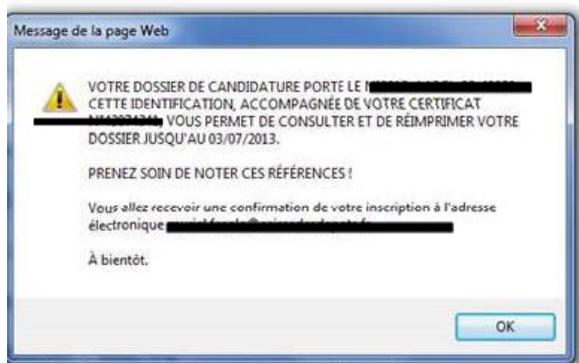 Message de la page Web
VOTRE DOSSIER DE CANDIDATURE PORTE LE
CETTE IDENTIFICATION, ACCOMPAGNÉE DE VOTRE CERTIFICAT
VOUS PERMET DE CONSULTER ET DE RÉIMPRIMER VOTRE
DOSSIER JUSQU'AU 03/07/2013.
PRENEZ SOIN DE NOTER CES RÉFÉRENCES !
Vous allez recevoir une confirmation de votre inscription à l'adresse
électronique
À bientôt.
OK